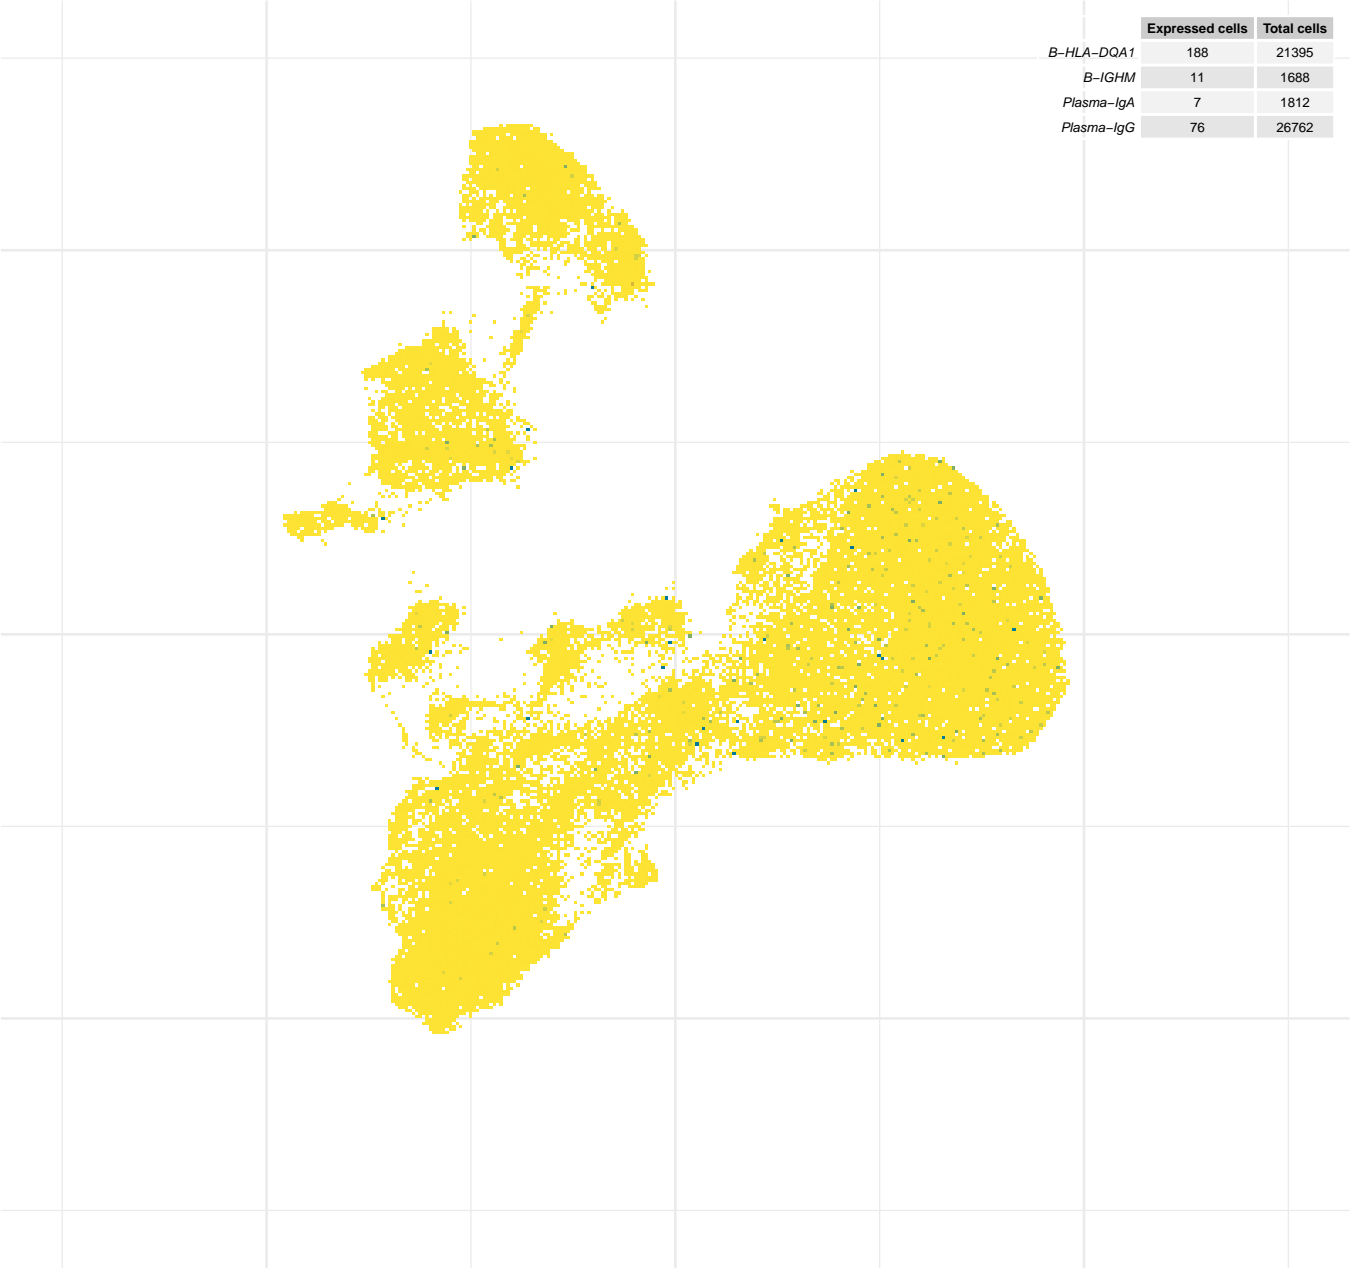 Expressed cells Total cells
B−HLA−DQA1 188 21395
B−IGHM 11 1688
Plasma−IgA 7 1812
Plasma−IgG 76 26762